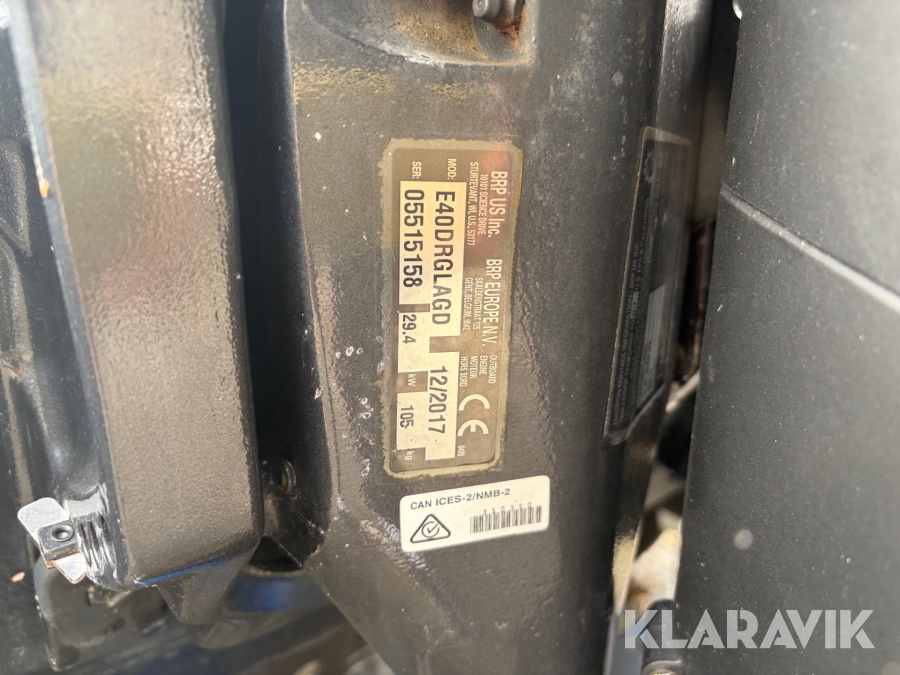 BRP US Inc.
10101 SCIENCE DRIVE
STURTEVANT, WI, U.S., 53177
BRP EUROPE N.V.
SKALDENSTRAAT 125
GENT, BELGIUM, 9042
OUTBOARD
ENGINE
MOTEUR
HORS BORD
MOD: E40DRGLAGD 12/2017
SER: 05515158 29.4 kW 105 kg
CE 0499
CAN ICES-2/NMB-2
KLARAVIK